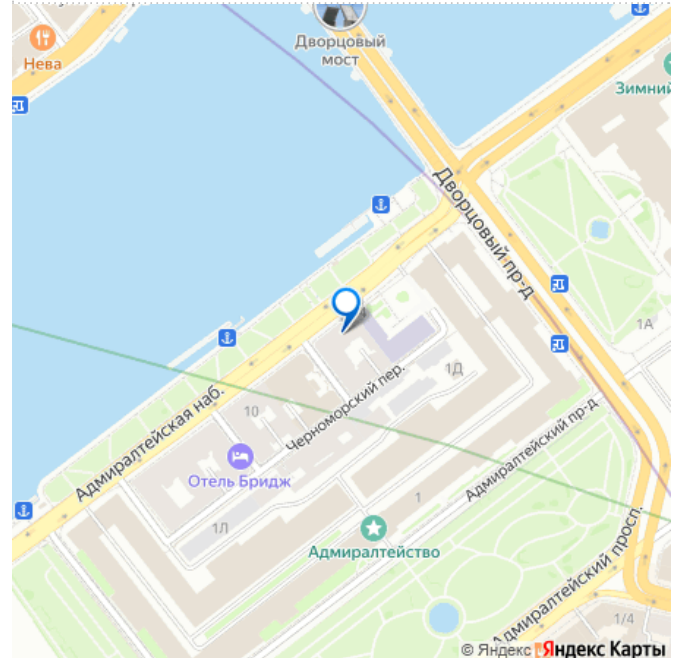 Нева
Дворцовый
мост
Зимний
Дворцовый пр-д
1А
Адмиралтейская наб.
10
Черноморский пер.
1Д
Адмиралтейский пр-д
Отель Бридж
1Л
1
Адмиралтейство
Адмиралтейский просп.
1/4
© Яндекс Яндекс Карты